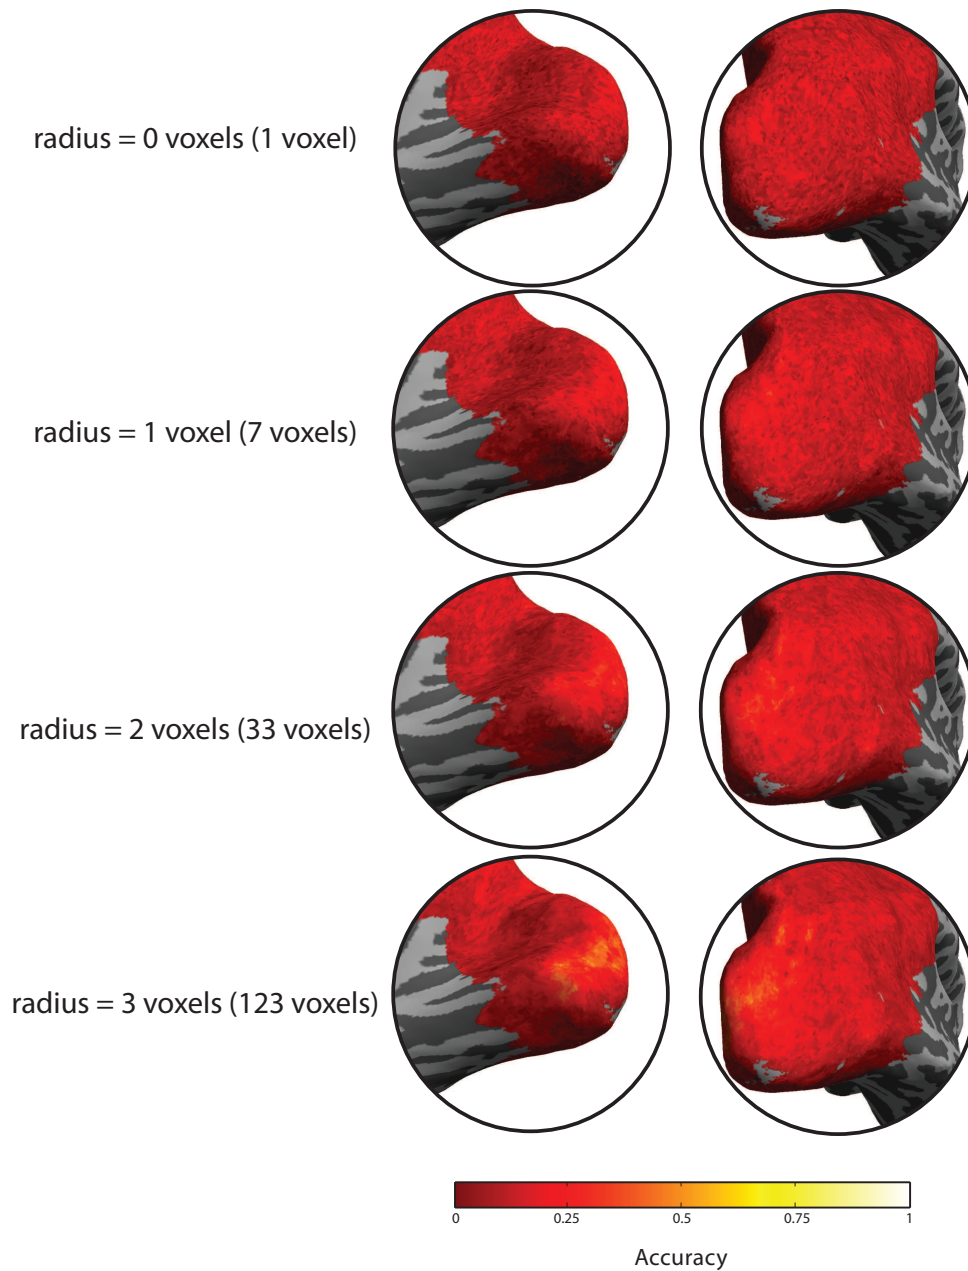 radius = 0 voxels (1 voxel)
radius = 1 voxel (7 voxels)
radius = 2 voxels (33 voxels)
radius = 3 voxels (123 voxels)
0 0.25 0.5 0.75 1
Accuracy